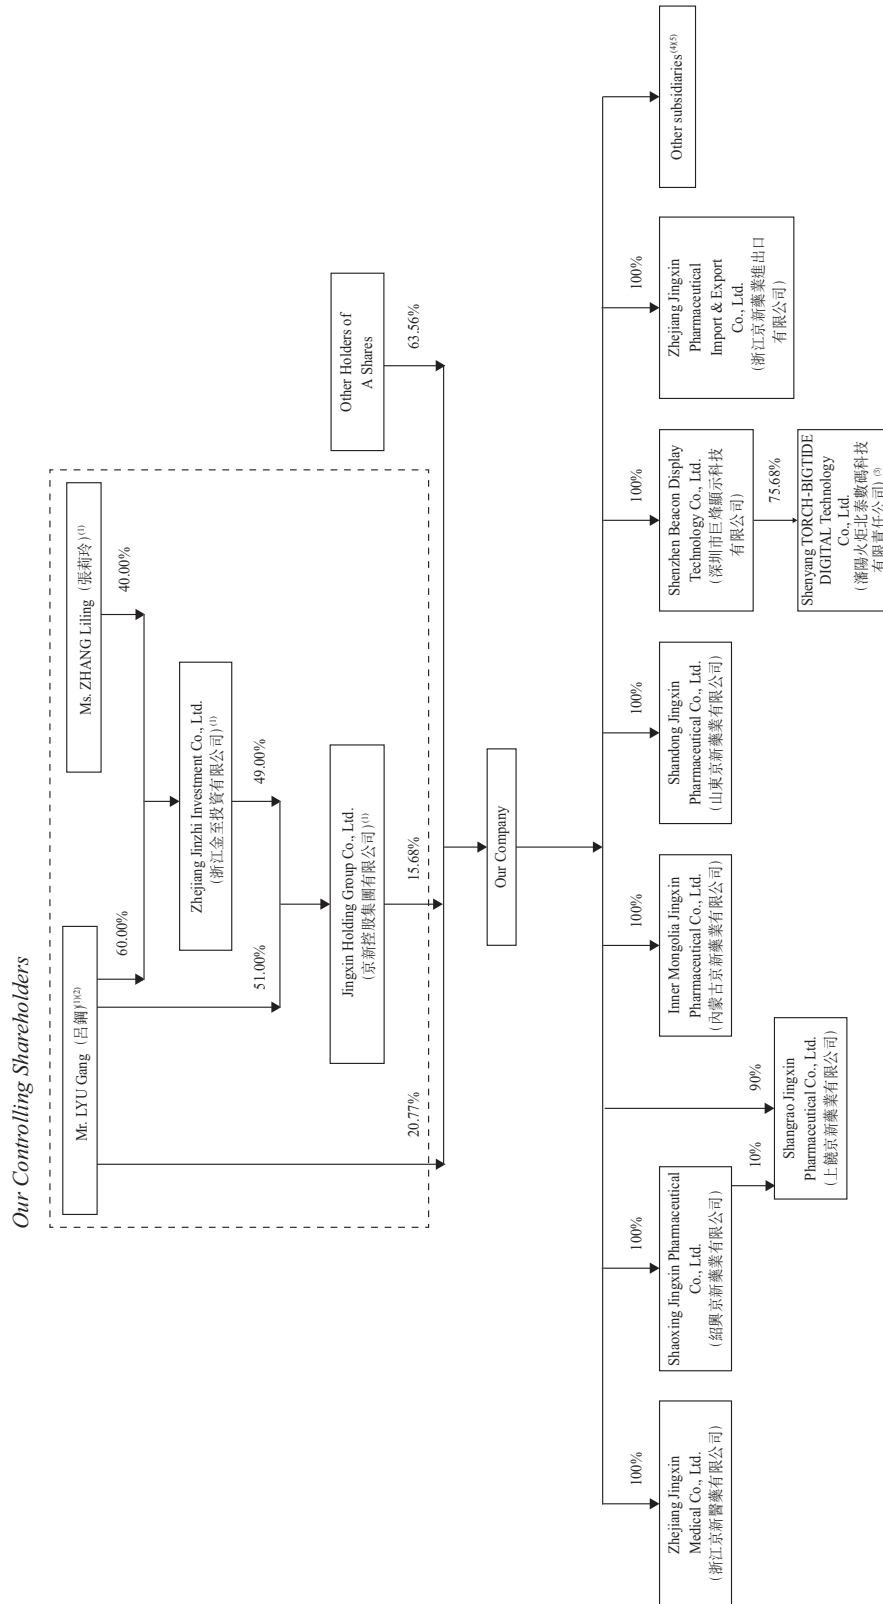 Our Controlling Shareholders
Mr. LYU Gang (呂鋼)(1)(2)
Ms. ZHANG Liling (張莉玲)(1)
60.00%
40.00%
Zhejiang Jinzhi Investment Co., Ltd.
(浙江金至投資有限公司)(1)
51.00%
49.00%
Jingxin Holding Group Co., Ltd.
(京新控股集團有限公司)(1)
Other Holders of
A Shares
20.77%
15.68%
63.56%
Our Company
100%
100%
100%
100%
100%
100%
Zhejiang Jingxin
Medical Co., Ltd.
(浙江京新醫藥有限公司)
Shaoxing Jingxin Pharmaceutical
Co., Ltd.
(紹興京新藥業有限公司)
Inner Mongolia Jingxin
Pharmaceutical Co., Ltd.
(內蒙古京新藥業有限公司)
Shandong Jingxin
Pharmaceutical Co., Ltd.
(山東京新藥業有限公司)
Shenzhen Beacon Display
Technology Co., Ltd.
(深圳市巨烽顯示科技
有限公司)
Zhejiang Jingxin
Pharmaceutical
Import & Export
Co., Ltd.
(浙江京新藥業進出口
有限公司)
Other subsidiaries(4)(5)
10%
90%
75.68%
Shangrao Jingxin
Pharmaceutical Co., Ltd.
(上饒京新藥業有限公司)
Shenyang TORCH-BIGTIDE
DIGITAL Technology
Co., Ltd.
(瀋陽火炬北泰數碼科技
有限責任公司)(3)